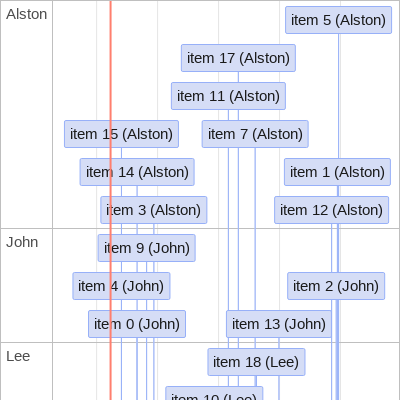 Alston
item 5 (Alston)
item 17 (Alston)
item 11 (Alston)
item 15 (Alston)
item 7 (Alston)
item 14 (Alston)
item 1 (Alston)
item 3 (Alston)
item 12 (Alston)
John
item 9 (John)
item 4 (John)
item 2 (John)
item 0 (John)
item 13 (John)
Lee
item 18 (Lee)
item 10 (Lee)